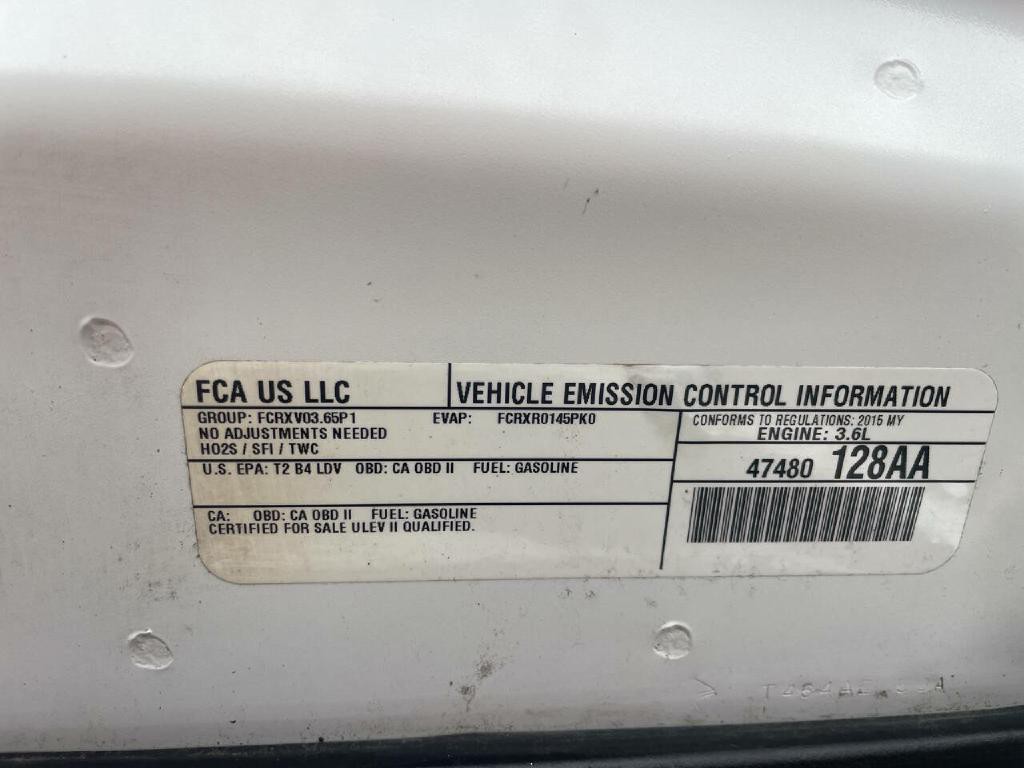 FCA US LLC
VEHICLE EMISSION CONTROL INFORMATION
GROUP: FCRXV03.65P1 EVAP: FCRXR0145PK0
NO ADJUSTMENTS NEEDED
HO2S / SFI / TWC
CONFORMS TO REGULATIONS: 2015 MY
ENGINE: 3.6L
U.S. EPA: T2 B4 LDV OBD: CA OBD II FUEL: GASOLINE
47480 128AA
CA: OBD: CA OBD II FUEL: GASOLINE
CERTIFIED FOR SALE ULEV II QUALIFIED.